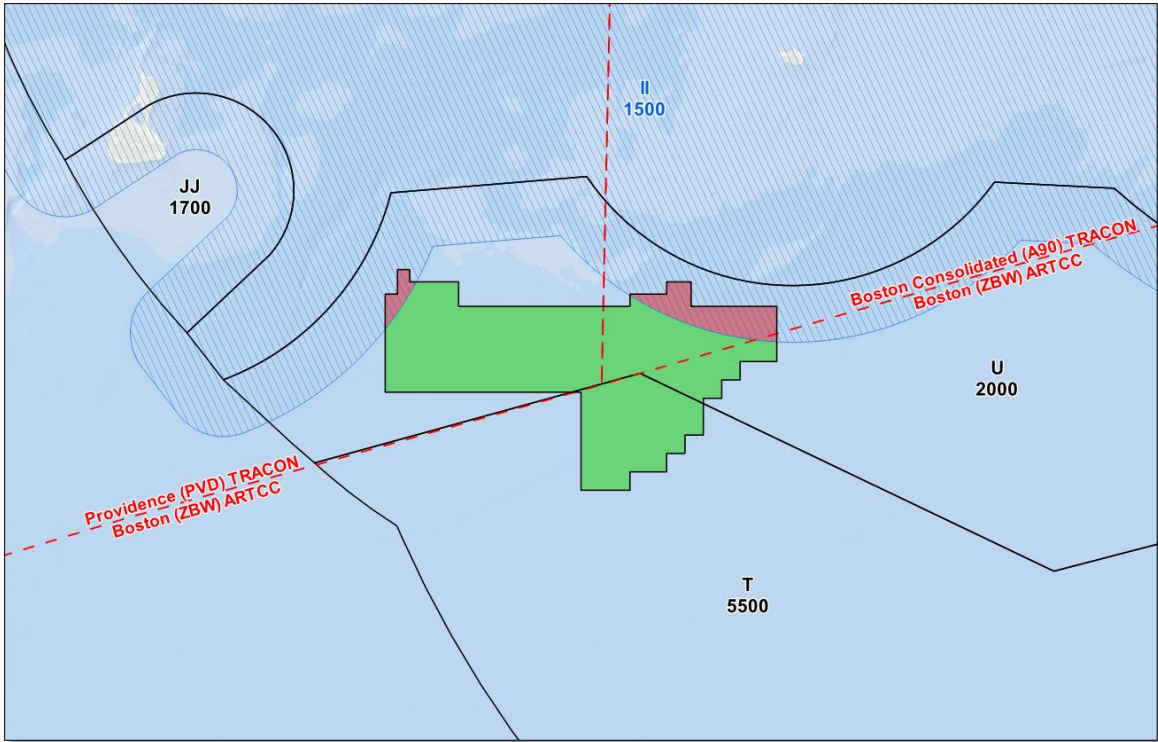 II
1500
JJ
1700
Boston Consolidated (A90) TRACON
Boston (ZBW) ARTCC
U
2000
Providence (PVD) TRACON
Boston (ZBW) ARTCC
T
5500